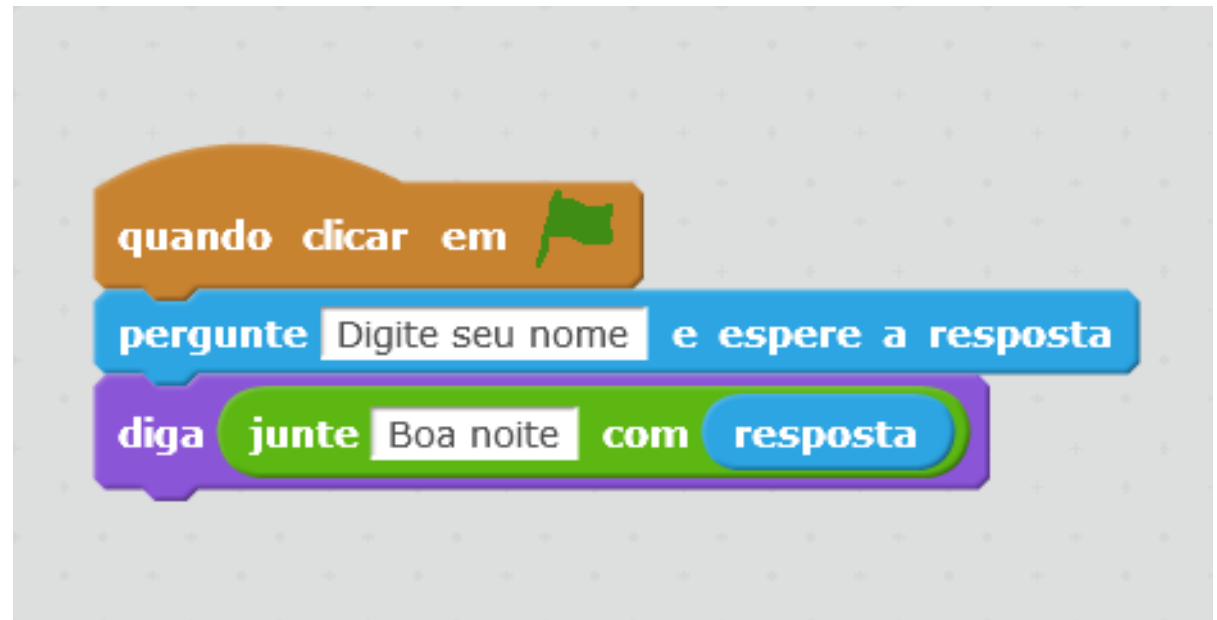 quando clicar em
pergunte Digite seu nome e espere a resposta
diga junte Boa noite com resposta